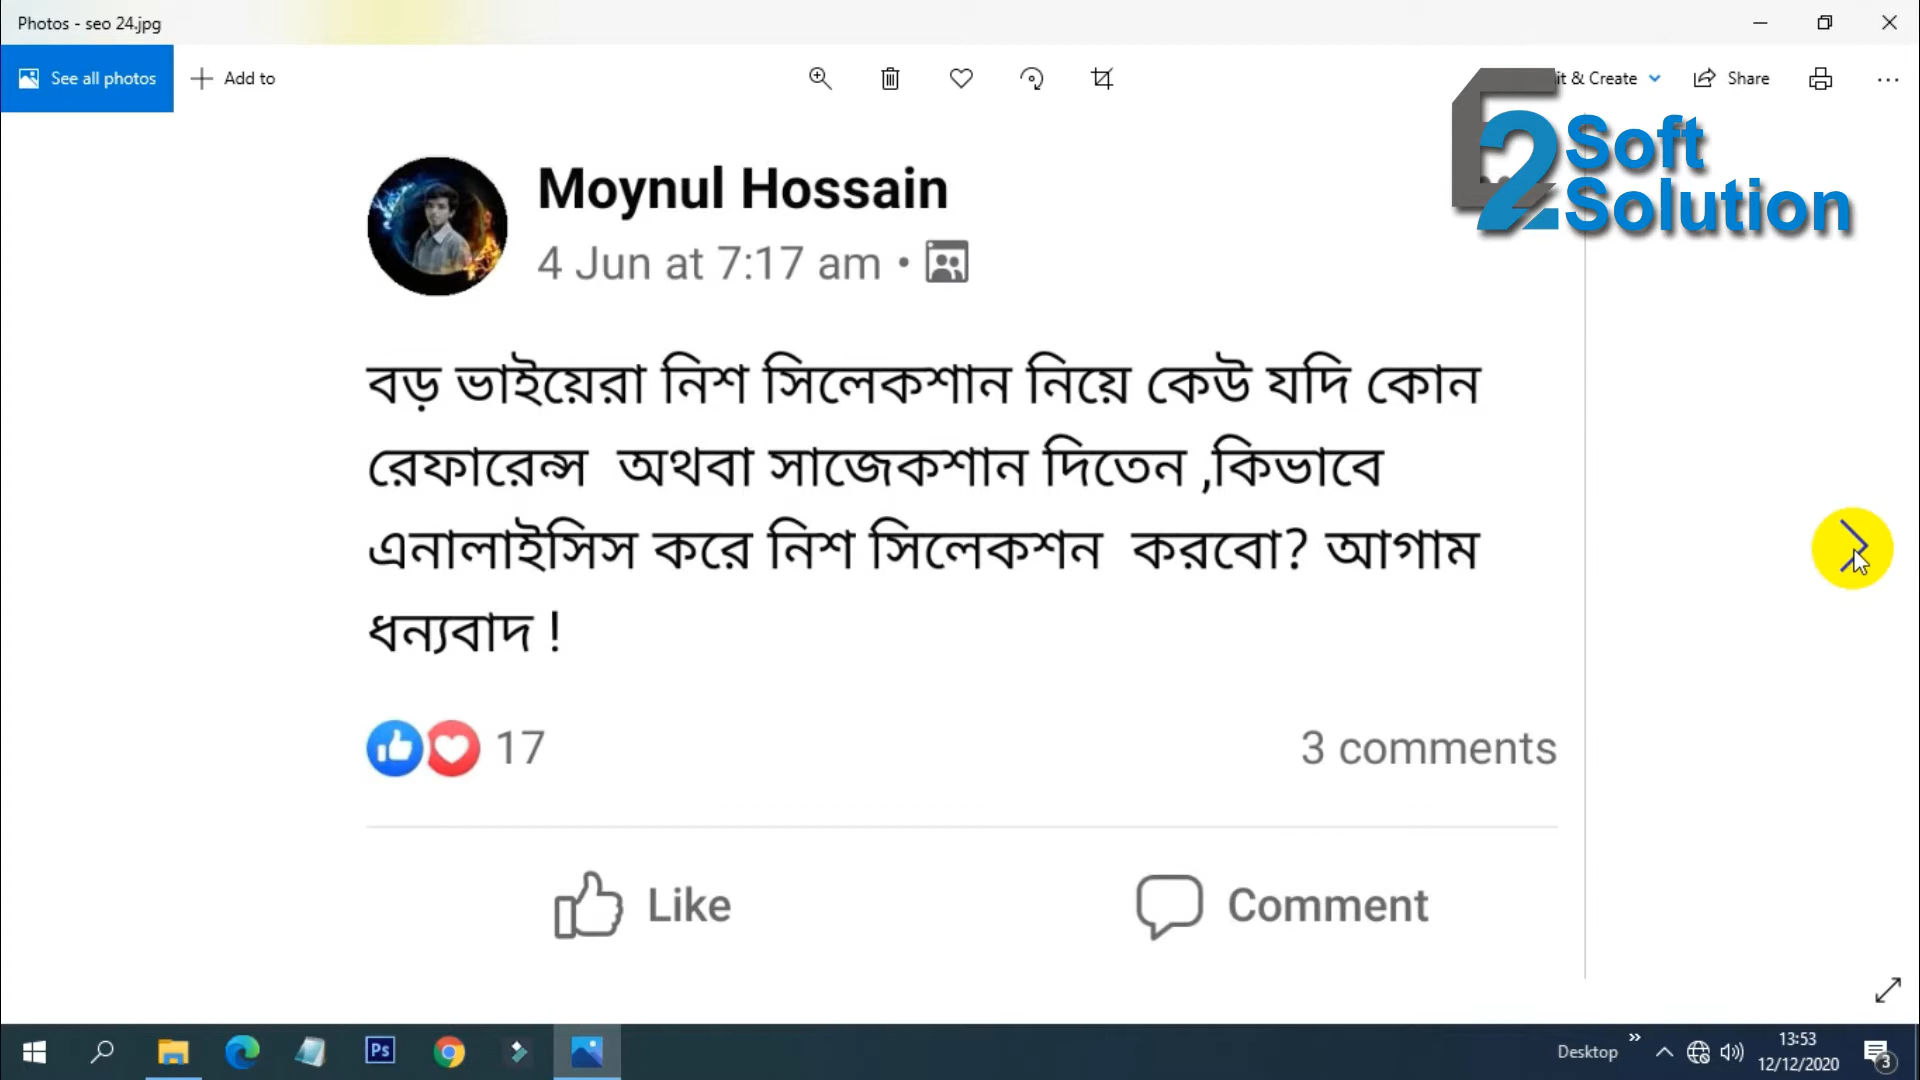 Photos - seo 24.jpg
See all photos
Add to
it & Create
Share
2 Soft
Solution
Moynul Hossain
4 Jun at 7:17 am •
বড় ভাইয়েরা নিশ সিলেকশান নিয়ে কেউ যদি কোন
রেফারেন্স অথবা সাজেকশান দিতেন ,কিভাবে
এনালাইসিস করে নিশ সিলেকশন করবো? আগাম
ধন্যবাদ !
17
3 comments
Like
Comment
Ps
Desktop
13:53
12/12/2020
3